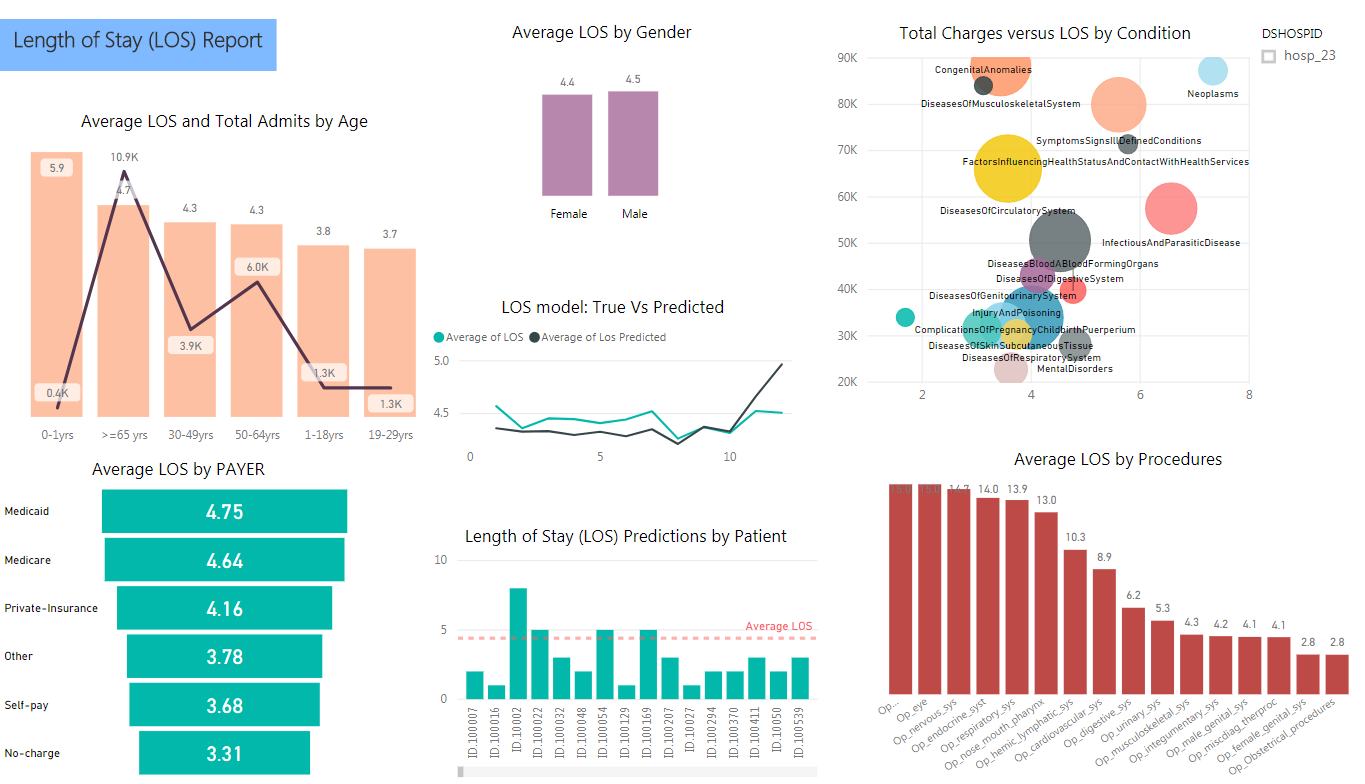 Length of Stay (LOS) Report
Average LOS and Total Admits by Age
5.9
10.9K
4.7
4.3
4.3
3.8
3.7
6.0K
3.9K
1.3K
0.4K
1.3K
0-1yrs
>=65 yrs
30-49yrs
50-64yrs
1-18yrs
19-29yrs
Average LOS by PAYER
Medicaid 4.75
Medicare 4.64
Private-Insurance 4.16
Other 3.78
Self-pay 3.68
No-charge 3.31
Average LOS by Gender
4.4
4.5
Female
Male
LOS model: True Vs Predicted
Average of LOS
Average of Los Predicted
5.0
4.5
0
5
10
Length of Stay (LOS) Predictions by Patient
10
5
0
Average LOS
ID.100007
ID.100016
ID.10002
ID.100022
ID.100032
ID.100048
ID.100054
ID.100129
ID.100169
ID.100207
ID.10027
ID.100294
ID.100370
ID.100411
ID.10050
ID.100539
Total Charges versus LOS by Condition
90K
80K
70K
60K
50K
40K
30K
20K
CongenitalAnomalies
DiseasesOfMusculoskeletalSystem
Neoplasms
SymptomsSignsIllDefinedConditions
FactorsInfluencingHealthStatusAndContactWithHealthServices
DiseasesOfCirculatorySystem
InfectiousAndParasiticDisease
DiseasesBloodABloodFormingOrgans
DiseasesOfDigestiveSystem
DiseasesOfGenitourinarySystem
InjuryAndPoisoning
ComplicationsOfPregnancyChildbirthPuerperium
DiseasesOfSkinSubcutaneousTissue
DiseasesOfRespiratorySystem
MentalDisorders
2
4
6
8
DSHOSPID
hosp_23
Average LOS by Procedures
15.0
15.0
14.7
14.0
13.9
13.0
10.3
8.9
6.2
5.3
4.3
4.2
4.1
4.1
2.8
2.8
Op...
Op_eye
Op_nervous_sys
Op_endocrine_syst
Op_respiratory_sys
Op_nose_mouth_pharynx
Op_hemic_lymphatic_sys
Op_cardiovascular_sys
Op_digestive_sys
Op_urinary_sys
Op_musculoskeletal_sys
Op_integumentary_sys
Op_male_genital_sys
Op_miscdiag_therproc
Op_female_genital_sys
Op_Obstetrical_procedures